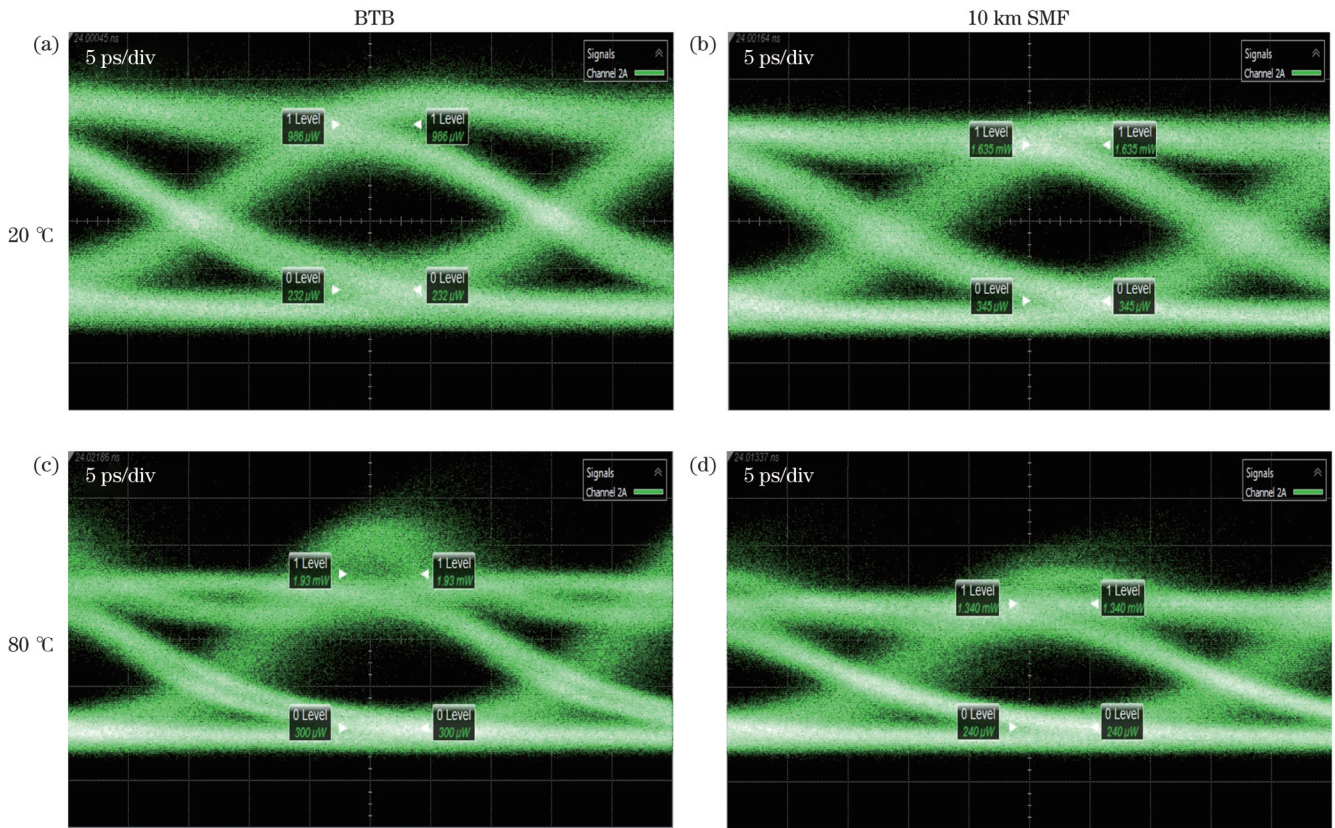 BTB
10 km SMF
(a)
24.00045 ns
5 ps/div
Signals
Channel 2A
1 Level
986 μW
1 Level
986 μW
0 Level
232 μW
0 Level
232 μW
20 ℃
(b)
24.00164 ns
5 ps/div
Signals
Channel 2A
1 Level
1.635 mW
1 Level
1.635 mW
0 Level
345 μW
0 Level
345 μW
(c)
24.02186 ns
5 ps/div
Signals
Channel 2A
1 Level
1.93 mW
1 Level
1.93 mW
0 Level
300 μW
0 Level
300 μW
80 ℃
(d)
24.01337 ns
5 ps/div
Signals
Channel 2A
1 Level
1.340 mW
1 Level
1.340 mW
0 Level
240 μW
0 Level
240 μW